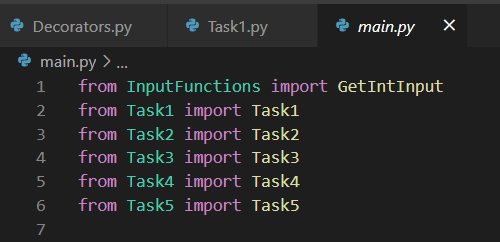 Decorators.py Task1.py main.py ×
main.py > ...
1 from InputFunctions import GetIntInput
2 from Task1 import Task1
3 from Task2 import Task2
4 from Task3 import Task3
5 from Task4 import Task4
6 from Task5 import Task5
7